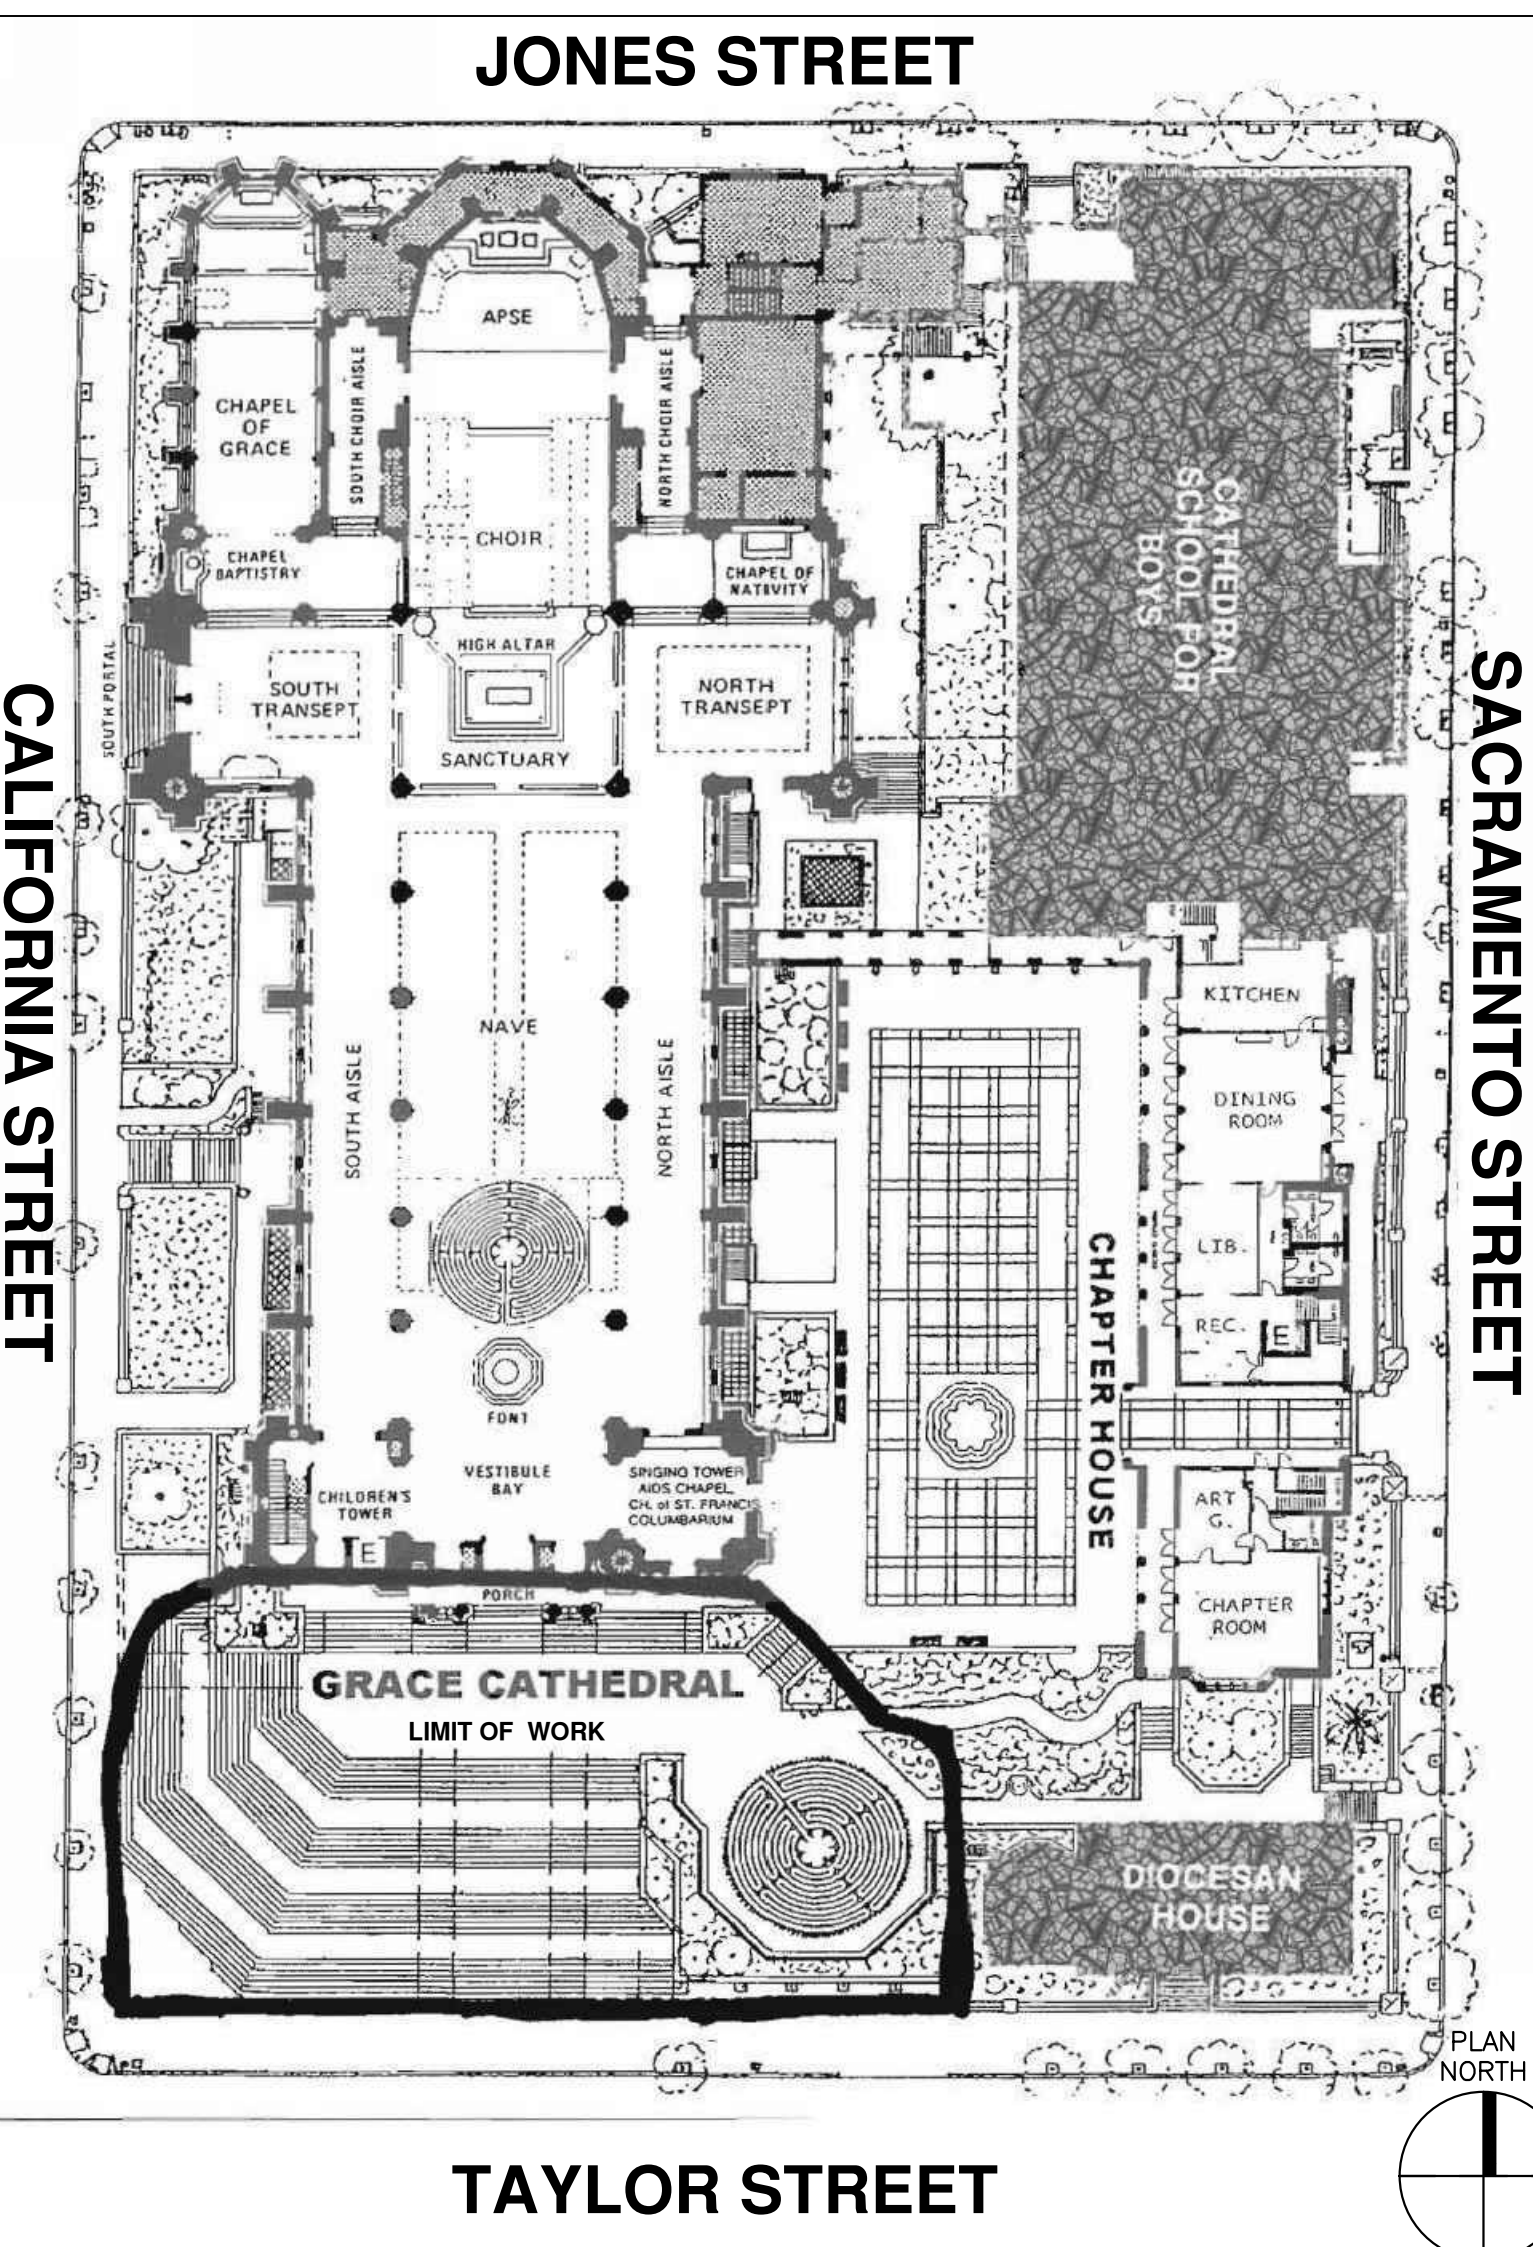 JONES STREET
APSE
SOUTH CHOIR AISLE
NORTH CHOIR AISLE
CHAPEL
OF
GRACE
CATHEDRAL
SCHOOL FOR
BOYS
CHOIR
CHAPEL
BAPTISTRY
CHAPEL OF
NATIVITY
HIGH ALTAR
SOUTH PORTAL
SOUTH
TRANSEPT
NORTH
TRANSEPT
SANCTUARY
CALIFORNIA STREET
SACRAMENTO STREET
KITCHEN
NAVE
SOUTH AISLE
NORTH AISLE
DINING
ROOM
LIB.
CHAPTER HOUSE
REC.
E
FONT
VESTIBULE
BAY
SINGING TOWER
AIDS CHAPEL
CH. of ST. FRANCIS
COLUMBARIUM
CHILDREN'S
TOWER
E
ART
G.
PORCH
CHAPTER
ROOM
GRACE CATHEDRAL
LIMIT OF WORK
DIOCESAN
HOUSE
PLAN
NORTH
TAYLOR STREET